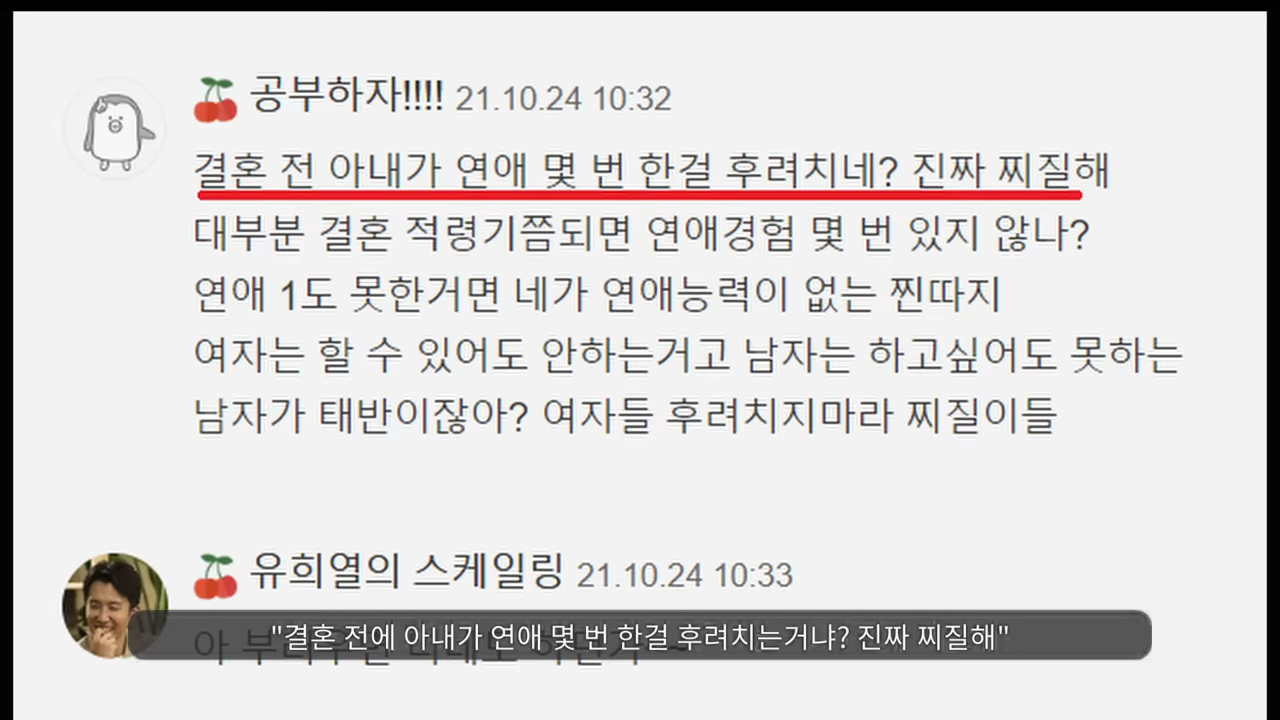 공부하자!!!! 21.10.24 10:32
결혼 전 아내가 연애 몇 번 한걸 후려치네? 진짜 찌질해
대부분 결혼 적령기쯤되면 연애경험 몇 번 있지 않나?
연애 1도 못한거면 네가 연애능력이 없는 찐따지
여자는 할 수 있어도 안하는거고 남자는 하고싶어도 못하는
남자가 태반이잖아? 여자들 후려치지마라 찌질이들
유희열의 스케일링 21.10.24 10:33
"결혼 전에 아내가 연애 몇 번 한걸 후려치는거냐? 진짜 찌질해"
아